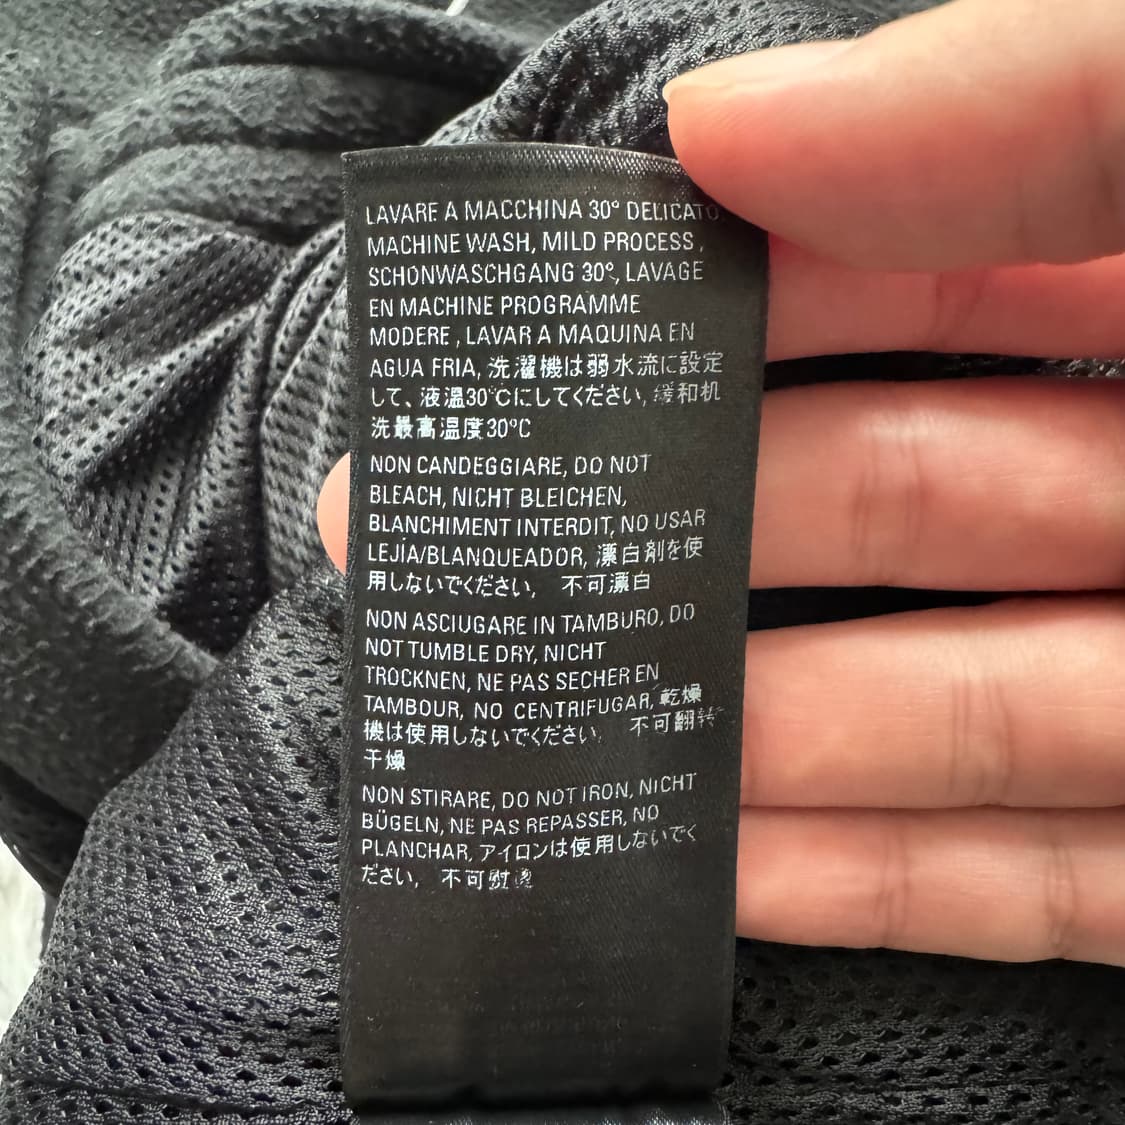 LAVARE A MACCHINA 30° DELICATO,
MACHINE WASH, MILD PROCESS,
SCHONWASCHGANG 30°, LAVAGE
EN MACHINE PROGRAMME
MODERE, LAVAR A MAQUINA EN
AGUA FRIA, 洗濯機は弱水流に設定
して、液温30℃にしてください, 缓和机
洗最高温度30°C
NON CANDEGGIARE, DO NOT
BLEACH, NICHT BLEICHEN,
BLANCHIMENT INTERDIT, NO USAR
LEJÍA/BLANQUEADOR, 漂白剤を使
用しないでください, 不可漂白
NON ASCIUGARE IN TAMBURO, DO
NOT TUMBLE DRY, NICHT
TROCKNEN, NE PAS SECHER EN
TAMBOUR, NO CENTRIFUGAR, 乾燥
機は使用しないでください. 不可翻转
干燥
NON STIRARE, DO NOT IRON, NICHT
BÜGELN, NE PAS REPASSER, NO
PLANCHAR, アイロンは使用しないでく
ださい, 不可熨烫